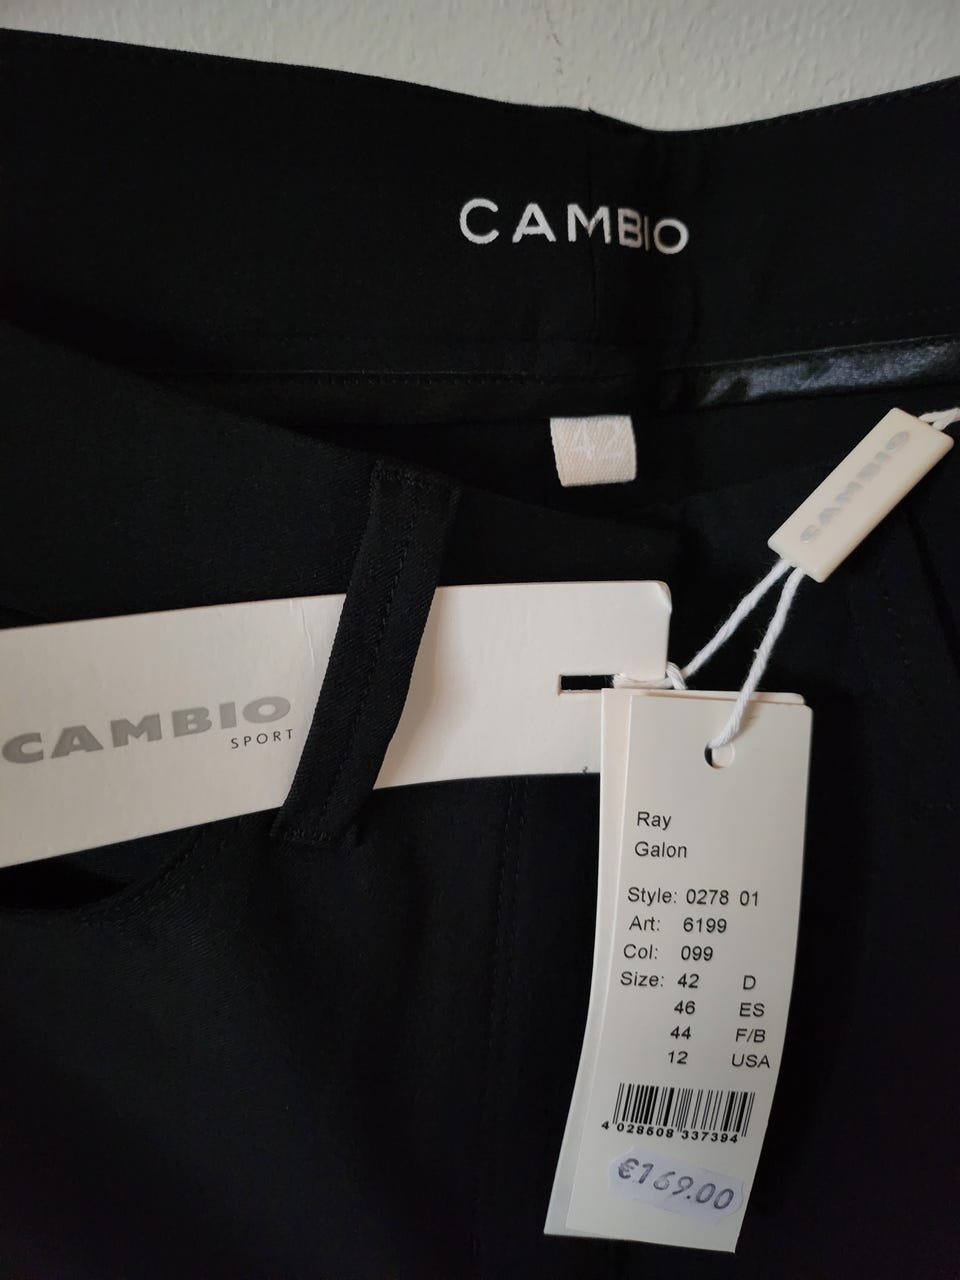 CAMBIO
42
CAMBIO
CAMBIO
SPORT
Ray
Galon
Style: 0278 01
Art: 6199
Col: 099
Size: 42 D
46 ES
44 F/B
12 USA
4 028508 337394
€169.00